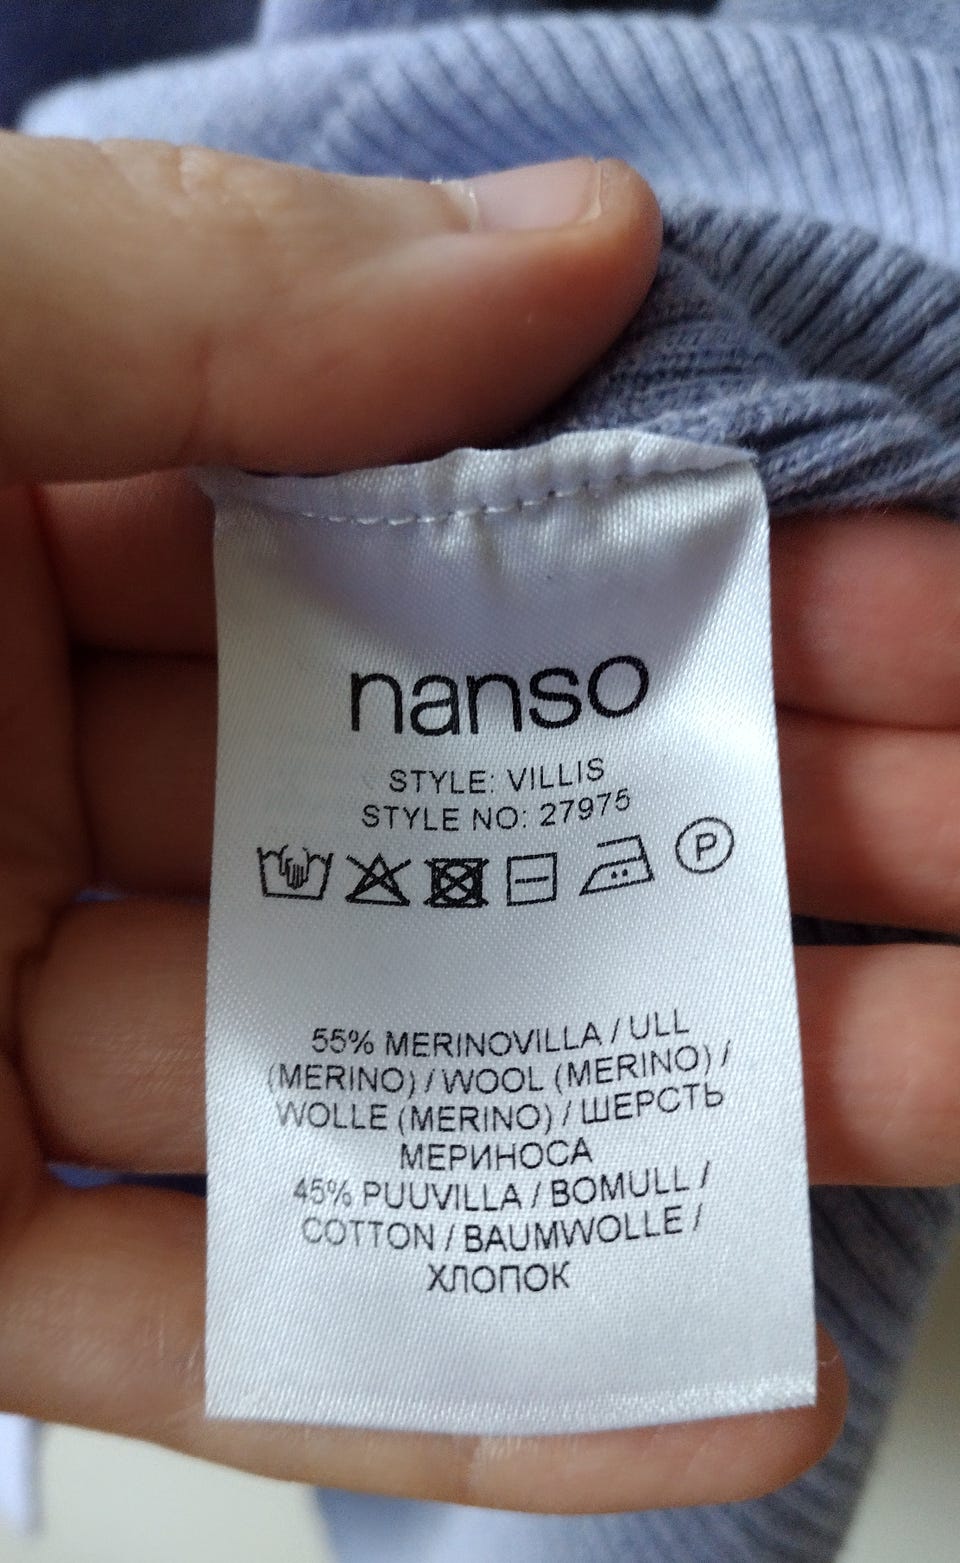 nanso
STYLE: VILLIS
STYLE NO: 27975
P
55% MERINOVILLA / ULL
(MERINO) / WOOL (MERINO) /
WOLLE (MERINO) / ШЕРСТЬ
МЕРИНОСА
45% PUUVILLA / BOMULL /
COTTON / BAUMWOLLE /
ХЛОПОК